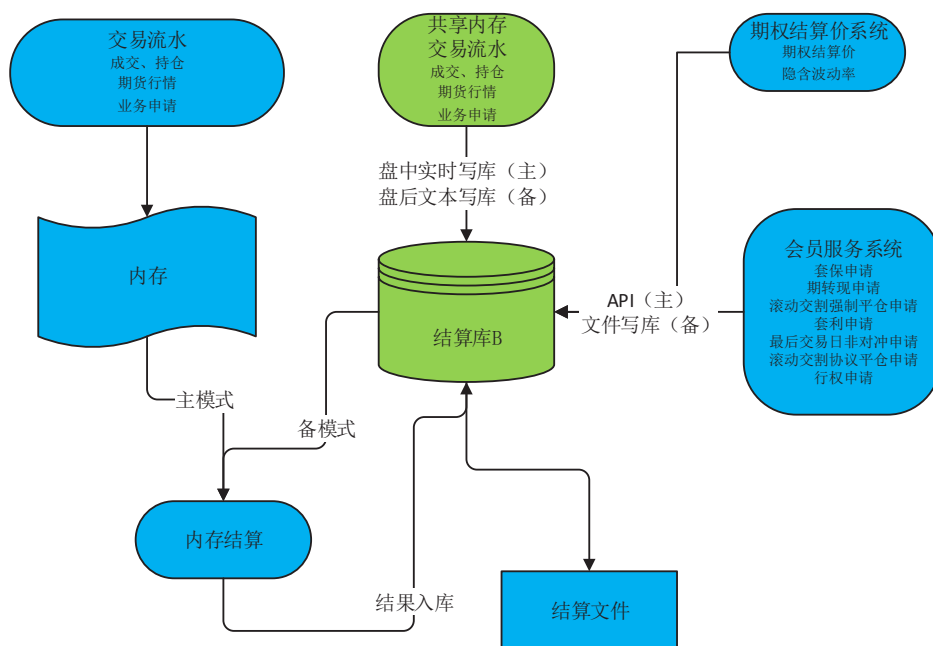 交易流水
成交、持仓
期货行情
业务申请
共享内存
交易流水
成交、持仓
期货行情
业务申请
期权结算价系统
期权结算价
隐含波动率
盘中实时写库（主）
盘后文本写库（备）
内存
结算库B
API（主）
文件写库（备）
会员服务系统
套保申请
期转现申请
滚动交割强制平仓申请
套利申请
最后交易日非对冲申请
滚动交割协议平仓申请
行权申请
主模式
备模式
内存结算
结果入库
结算文件